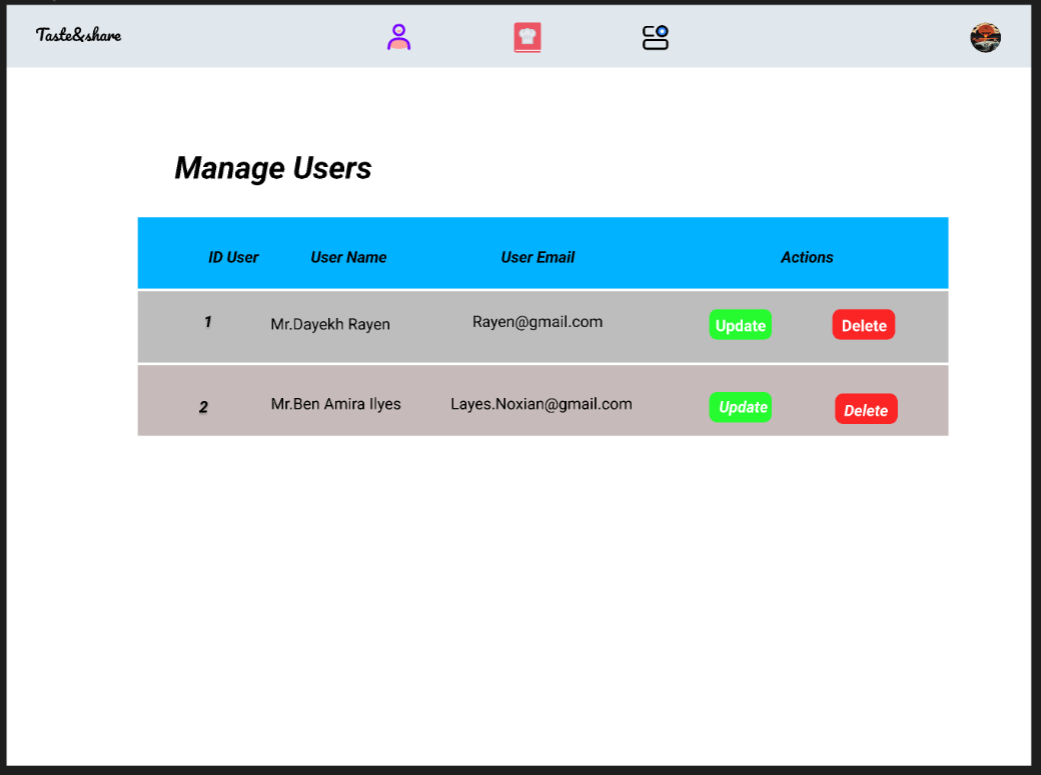 Taste&share
Manage Users
ID User User Name User Email Actions
1 Mr.Dayekh Rayen Rayen@gmail.com Update Delete
2 Mr.Ben Amira Ilyes Layes.Noxian@gmail.com Update Delete